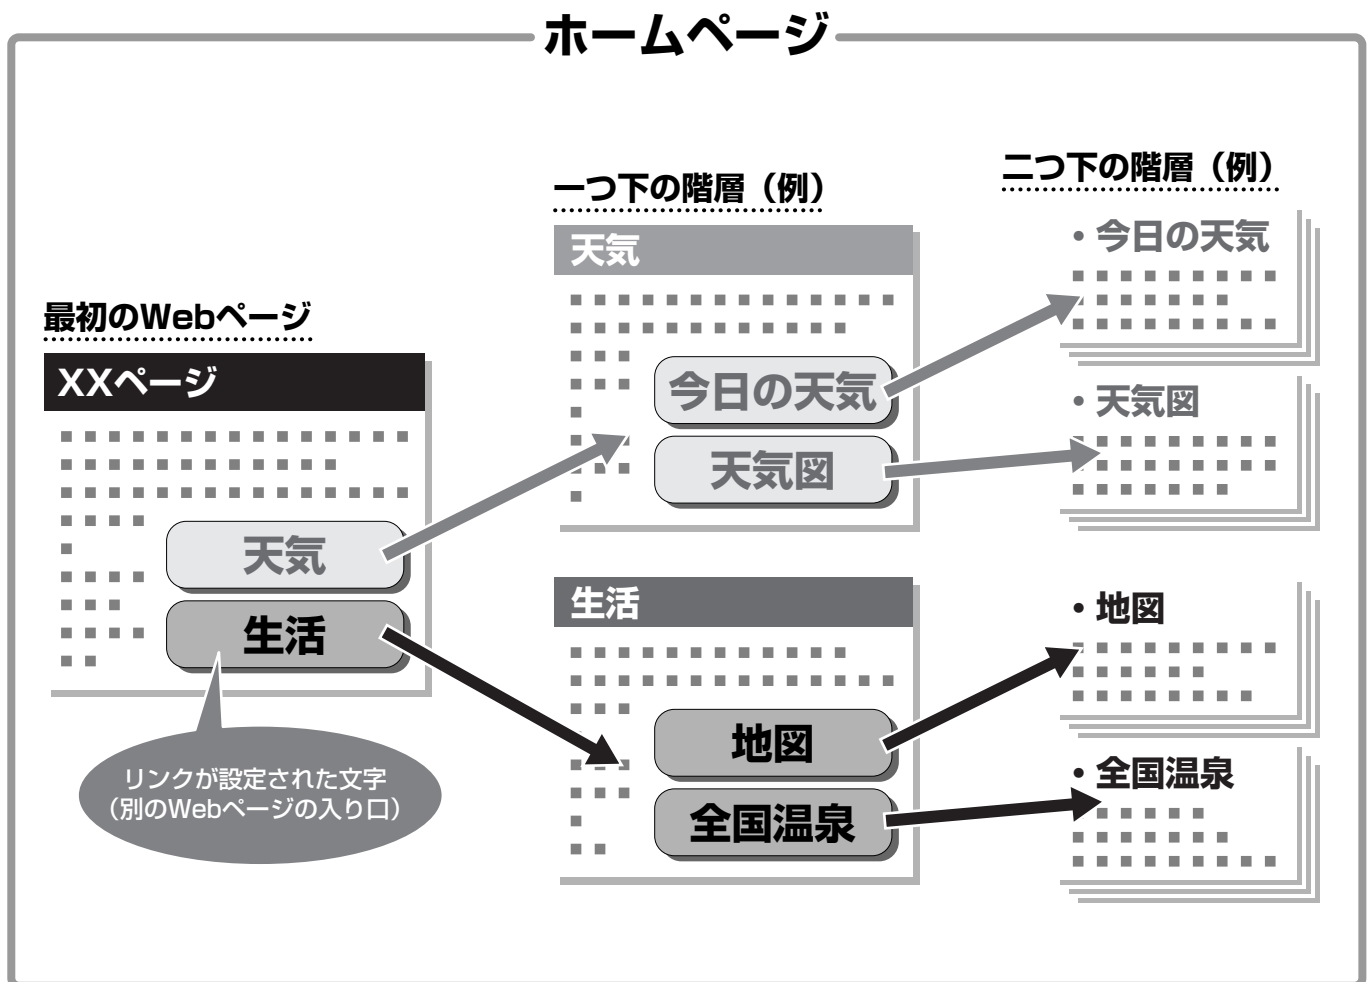 ホームページ
最初のWebページ
XXページ
天気
生活
リンクが設定された文字
（別のWebページの入り口）
一つ下の階層（例）
天気
今日の天気
天気図
生活
地図
全国温泉
二つ下の階層（例）
・今日の天気
・天気図
・地図
・全国温泉